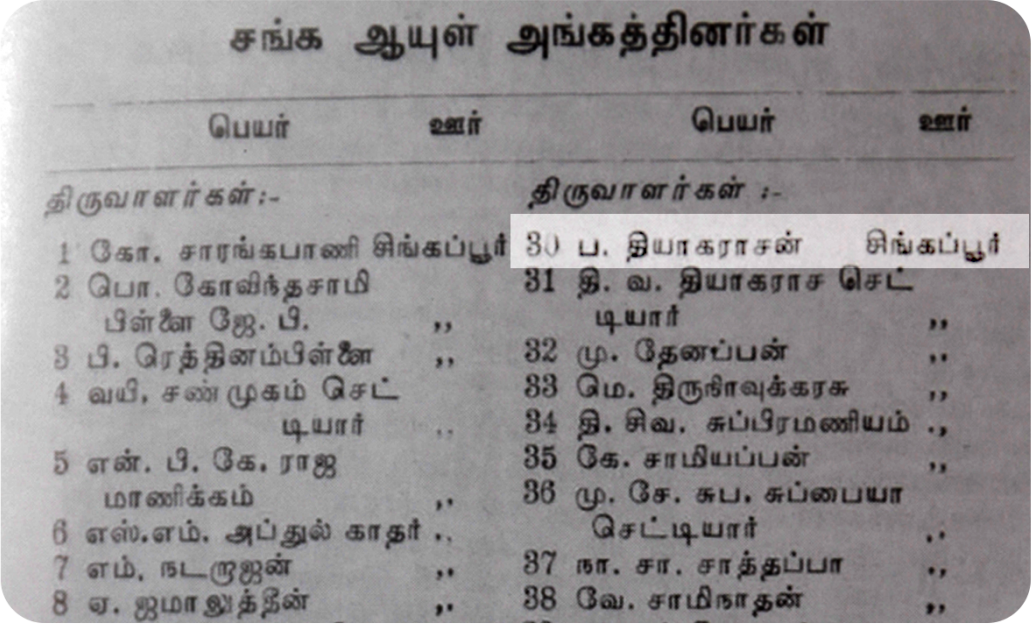 சங்க ஆயுள் அங்கத்தினர்கள்
பெயர் ஊர் பெயர் ஊர்
திருவாளர்கள்:-
1 கோ. சாரங்கபாணி சிங்கப்பூர்
2 பொ. கோவிந்தசாமி
பிள்ளை ஜே. பி. ,,
3 பி. ரெத்தினம்பிள்ளை ,,
4 வயி. சண்முகம் செட்
டியார் ,,
5 என். பி. கே. ராஜ
மாணிக்கம் ,,
6 எஸ்.எம். அப்துல் காதர் ,,
7 எம். நடராஜன் ,,
8 ஏ. ஜமாலுத்தீன் ,,
திருவாளர்கள் :-
30 ப. தியாகராசன் சிங்கப்பூர்
31 தி. வ. தியாகராச செட்
டியார் ,,
32 மு. தேனப்பன் ,,
33 மெ. திருநாவுக்கரசு ,,
34 தி. சிவ. சுப்பிரமணியம் ,,
35 கே. சாமியப்பன் ,,
36 மு. சே. சுப. சுப்பையா
செட்டியார் ,,
37 நா. சா. சாத்தப்பா ,,
38 வே. சாமிநாதன் ,,